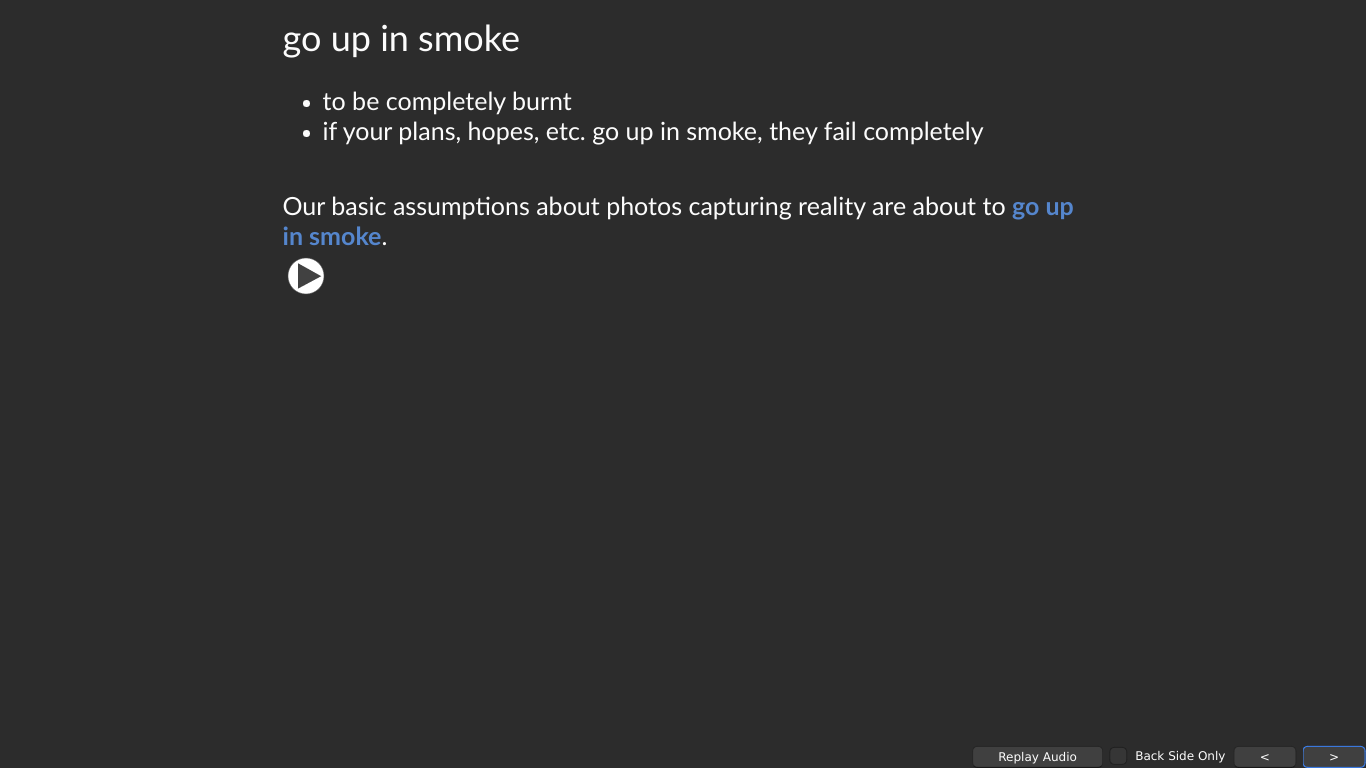 go up in smoke
• to be completely burnt
• if your plans, hopes, etc. go up in smoke, they fail completely
Our basic assumptions about photos capturing reality are about to go up
in smoke.
Replay Audio Back Side Only < >